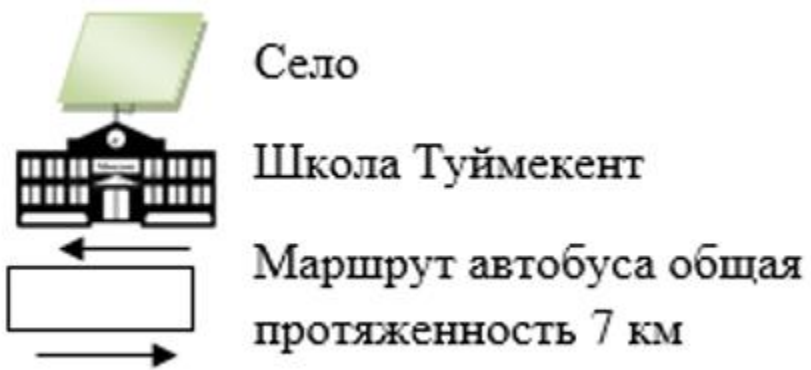 Село
Школа Туймекент
Маршрут автобуса общая
протяженность 7 км